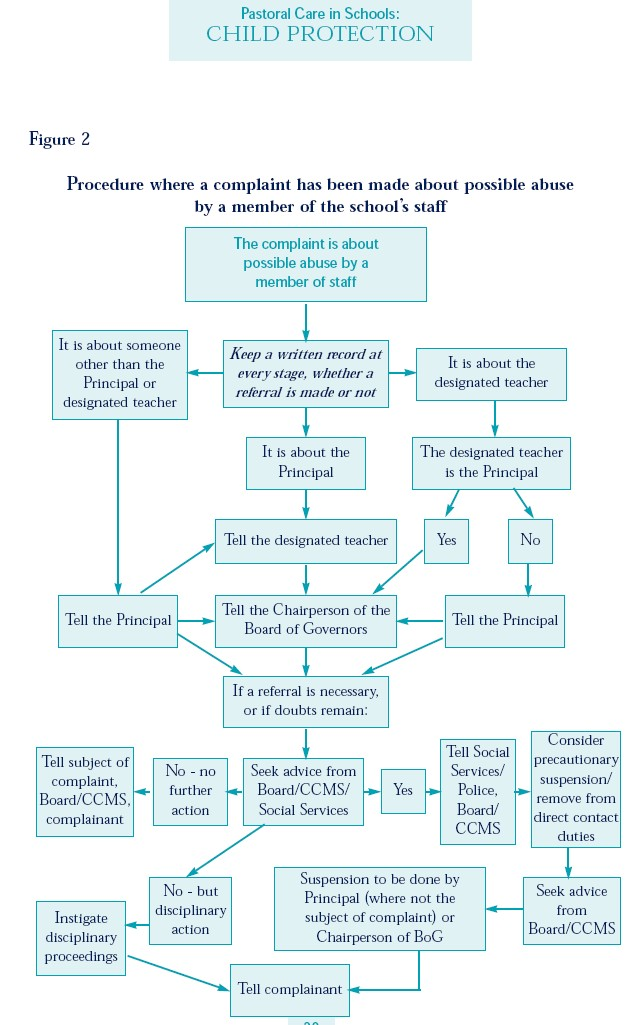 Pastoral Care in Schools:
CHILD PROTECTION
Figure 2
Procedure where a complaint has been made about possible abuse
by a member of the school's staff
The complaint is about
possible abuse by a
member of staff
It is about someone
other than the
Principal or
designated teacher
Keep a written record at
every stage, whether a
referral is made or not
It is about the
designated teacher
It is about the
Principal
The designated teacher
is the Principal
Tell the designated teacher
Yes
No
Tell the Principal
Tell the Chairperson of the
Board of Governors
Tell the Principal
If a referral is necessary,
or if doubts remain:
Tell subject of
complaint,
Board/CCMS,
complainant
No - no
further
action
Seek advice from
Board/CCMS/
Social Services
Yes
Tell Social
Services/
Police,
Board/
CCMS
Consider
precautionary
suspension/
remove from
direct contact
duties
Instigate
disciplinary
proceedings
No - but
disciplinary
action
Suspension to be done by
Principal (where not the
subject of complaint) or
Chairperson of BoG
Seek advice
from
Board/CCMS
Tell complainant